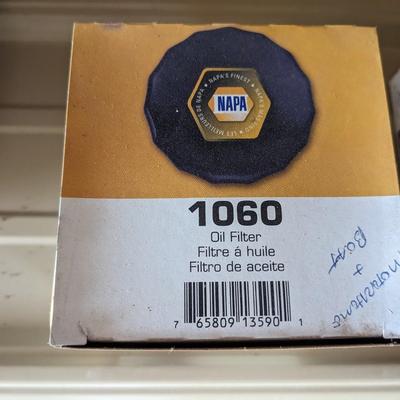 NAPA'S FINEST
LES MEILLEURS DE NAPA
NAPA
1060
Oil Filter
Filtre á huile
Filtro de aceite
7 65809 13590 1
Boat
+
motorhome